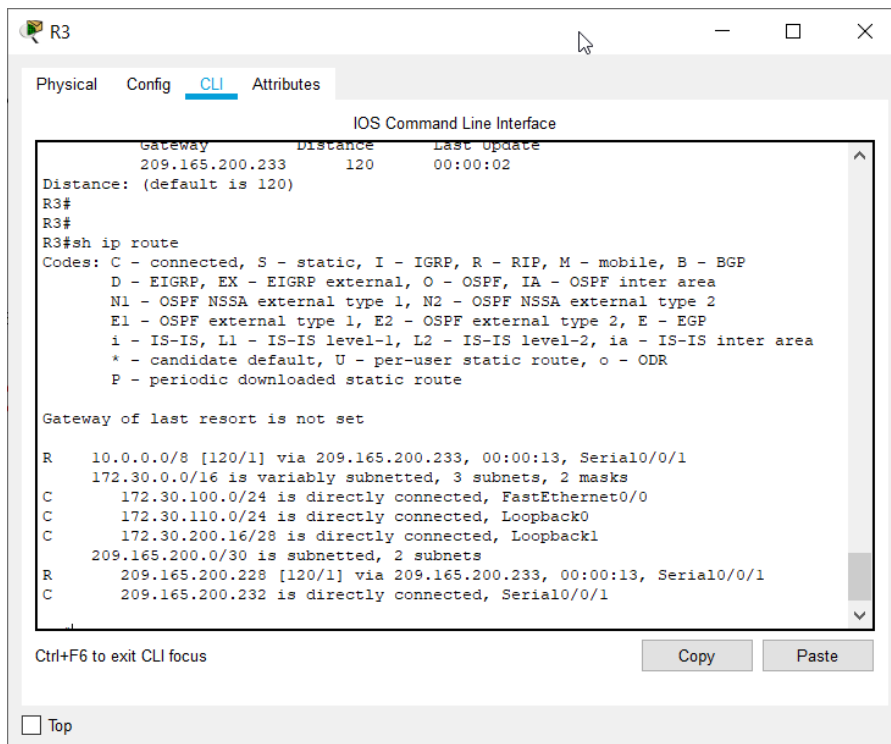 R3
Physical Config CLI Attributes
IOS Command Line Interface
Gateway Distance Last Update
209.165.200.233 120 00:00:02
Distance: (default is 120)
R3#
R3#
R3#sh ip route
Codes: C - connected, S - static, I - IGRP, R - RIP, M - mobile, B - BGP
D - EIGRP, EX - EIGRP external, O - OSPF, IA - OSPF inter area
N1 - OSPF NSSA external type 1, N2 - OSPF NSSA external type 2
E1 - OSPF external type 1, E2 - OSPF external type 2, E - EGP
i - IS-IS, L1 - IS-IS level-1, L2 - IS-IS level-2, ia - IS-IS inter area
* - candidate default, U - per-user static route, o - ODR
P - periodic downloaded static route
Gateway of last resort is not set
R 10.0.0.0/8 [120/1] via 209.165.200.233, 00:00:13, Serial0/0/1
172.30.0.0/16 is variably subnetted, 3 subnets, 2 masks
C 172.30.100.0/24 is directly connected, FastEthernet0/0
C 172.30.110.0/24 is directly connected, Loopback0
C 172.30.200.16/28 is directly connected, Loopback1
209.165.200.0/30 is subnetted, 2 subnets
R 209.165.200.228 [120/1] via 209.165.200.233, 00:00:13, Serial0/0/1
C 209.165.200.232 is directly connected, Serial0/0/1
Ctrl+F6 to exit CLI focus
Copy Paste
Top